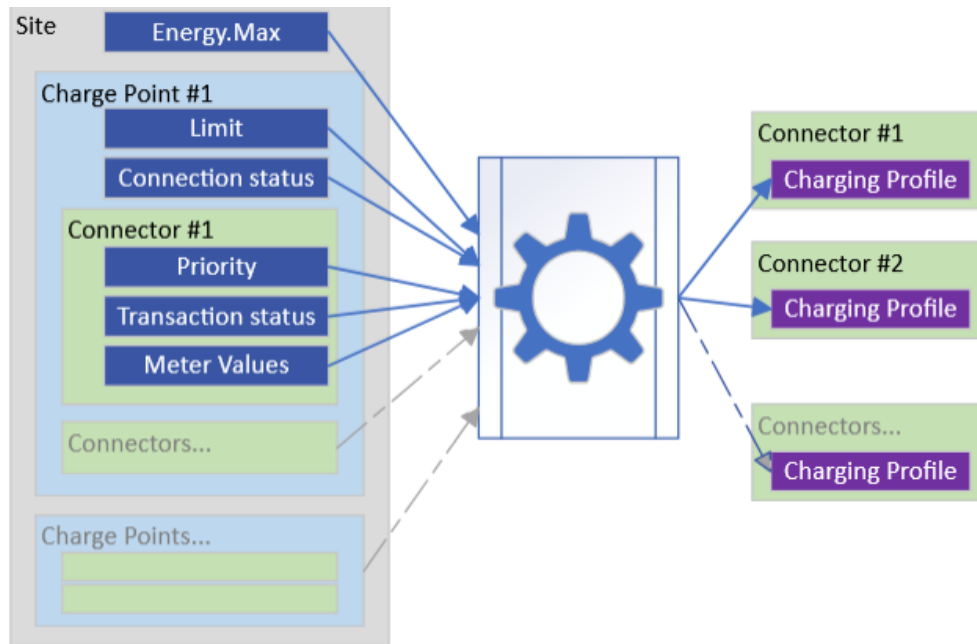 Site
Energy.Max
Charge Point #1
Limit
Connection status
Connector #1
Priority
Transaction status
Meter Values
Connectors...
Charge Points...
Connector #1
Charging Profile
Connector #2
Charging Profile
Connectors...
Charging Profile